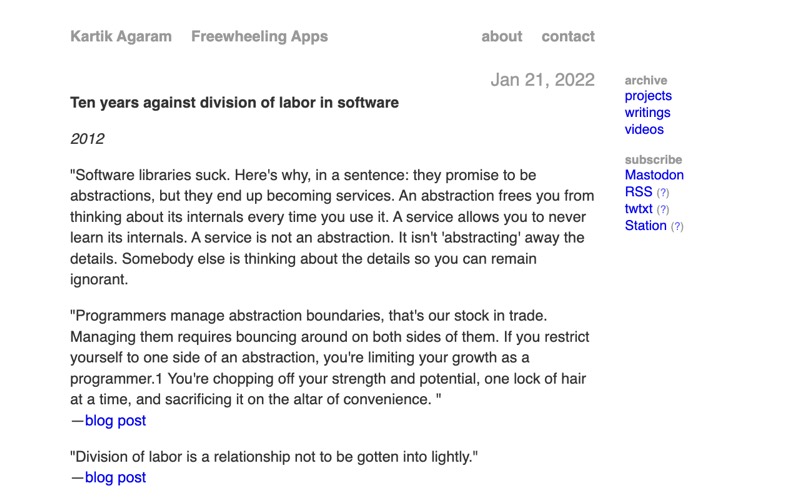 Kartik Agaram Freewheeling Apps about contact
Jan 21, 2022
Ten years against division of labor in software
2012
"Software libraries suck. Here's why, in a sentence: they promise to be
abstractions, but they end up becoming services. An abstraction frees you from
thinking about its internals every time you use it. A service allows you to never
learn its internals. A service is not an abstraction. It isn't 'abstracting' away the
details. Somebody else is thinking about the details so you can remain
ignorant.
"Programmers manage abstraction boundaries, that's our stock in trade.
Managing them requires bouncing around on both sides of them. If you restrict
yourself to one side of an abstraction, you're limiting your growth as a
programmer.1 You're chopping off your strength and potential, one lock of hair
at a time, and sacrificing it on the altar of convenience. "
—blog post
"Division of labor is a relationship not to be gotten into lightly."
—blog post
archive
projects
writings
videos
subscribe
Mastodon
RSS (?)
twtxt (?)
Station (?)